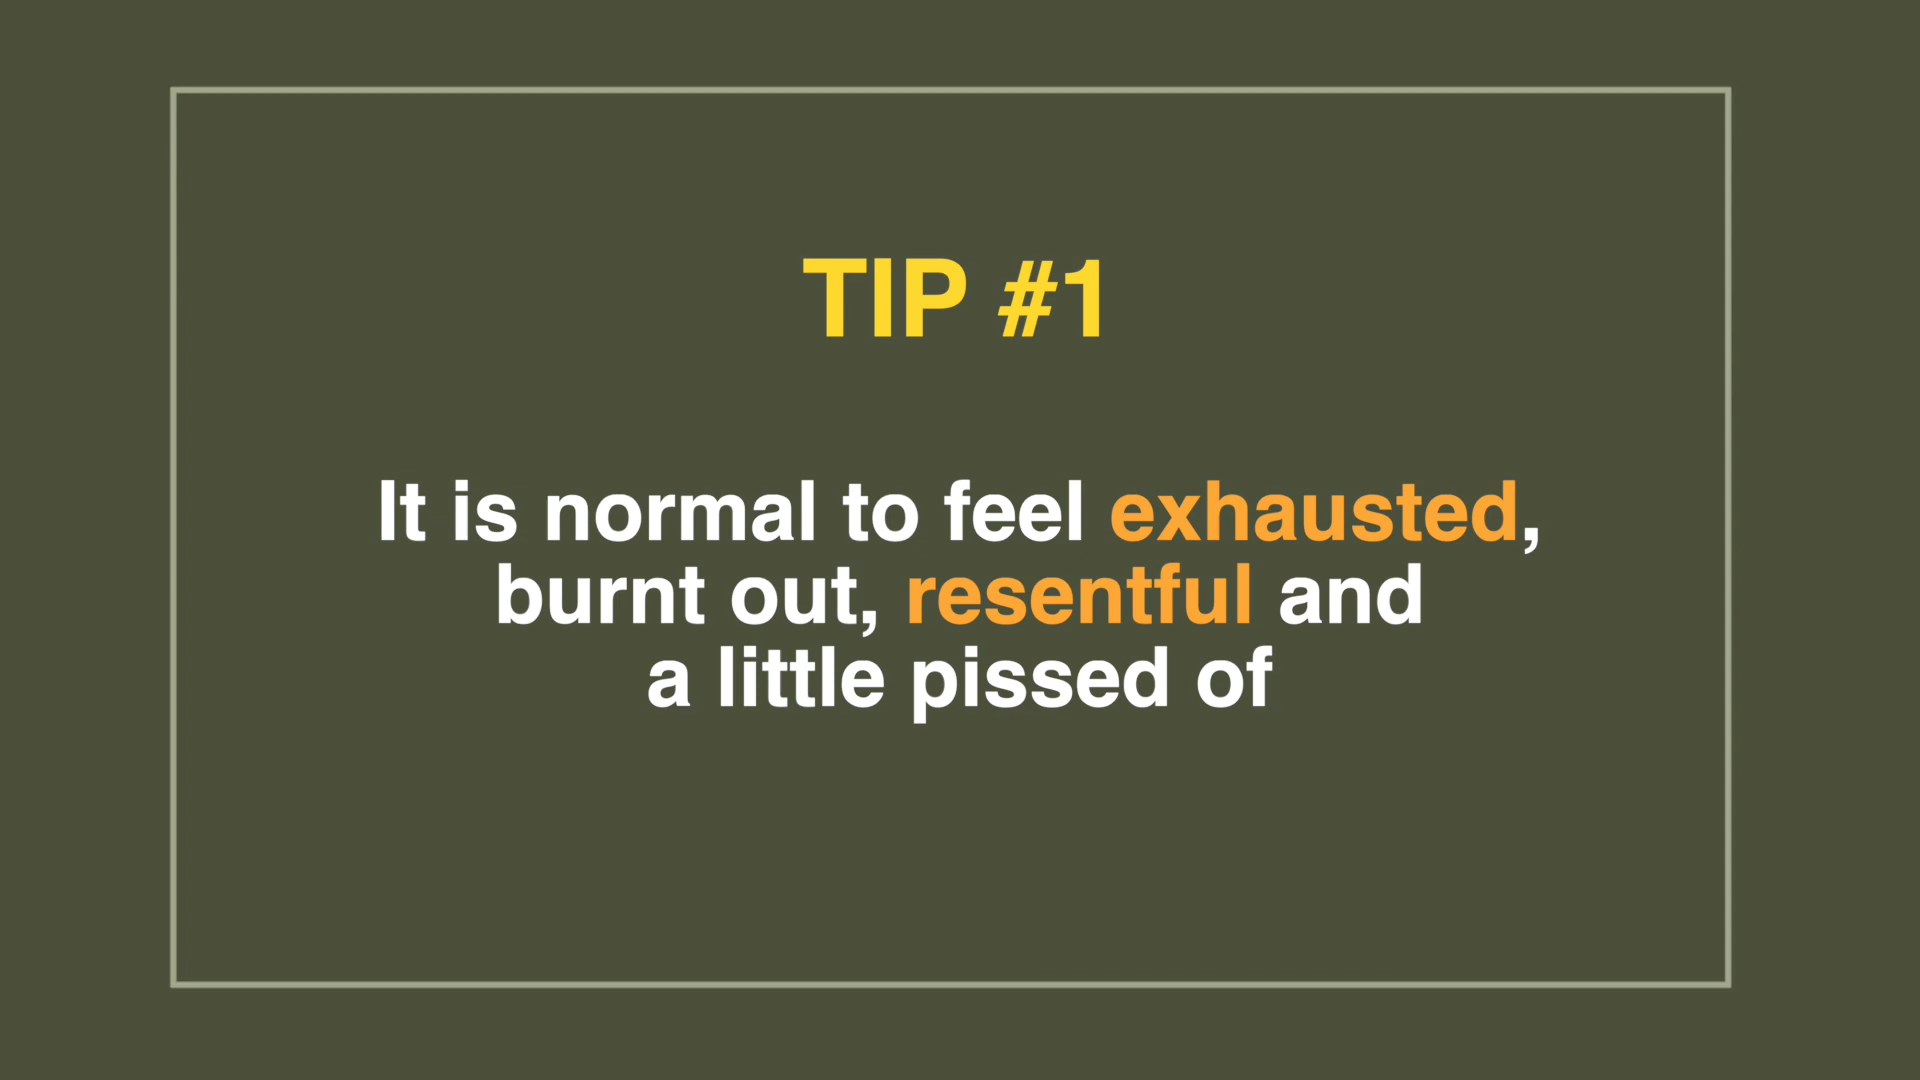 TIP #1
It is normal to feel exhausted,
burnt out, resentful and
a little pissed of